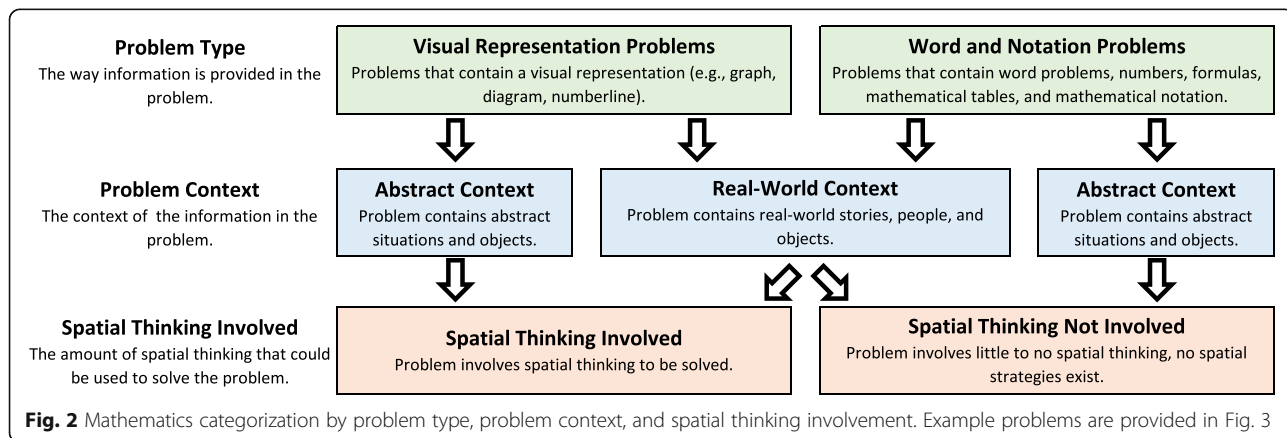 Problem Type
The way information is provided in the
problem.
Visual Representation Problems
Problems that contain a visual representation (e.g., graph,
diagram, numberline).
Word and Notation Problems
Problems that contain word problems, numbers, formulas,
mathematical tables, and mathematical notation.
Problem Context
The context of the information in the
problem.
Abstract Context
Problem contains abstract
situations and objects.
Real-World Context
Problem contains real-world stories, people, and
objects.
Abstract Context
Problem contains abstract
situations and objects.
Spatial Thinking Involved
The amount of spatial thinking that could
be used to solve the problem.
Spatial Thinking Involved
Problem involves spatial thinking to be solved.
Spatial Thinking Not Involved
Problem involves little to no spatial thinking, no spatial
strategies exist.
Fig. 2 Mathematics categorization by problem type, problem context, and spatial thinking involvement. Example problems are provided in Fig. 3